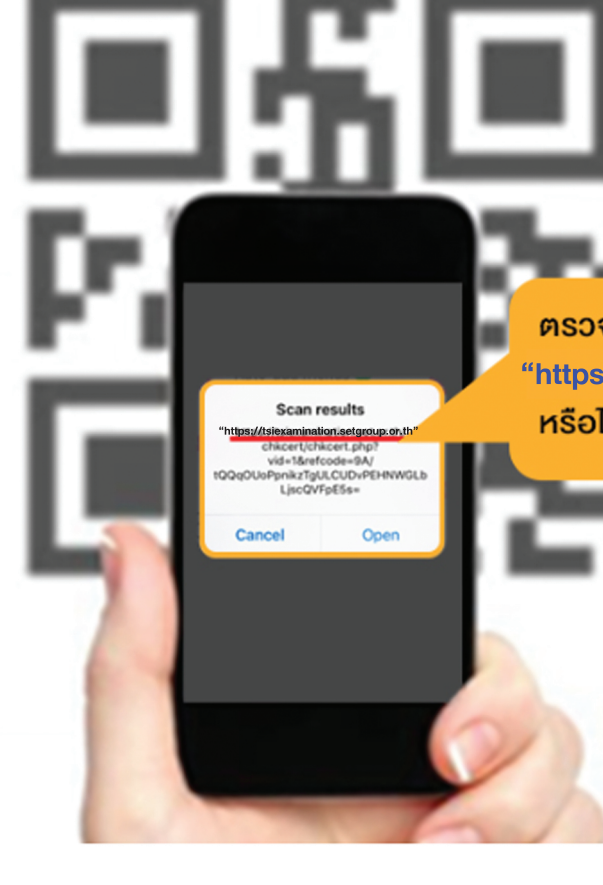 Scan results
"https://tsiexamination.setgroup.or.th"
chkcert/chkcert.php?
vid=1&refcode=9A/
tQQqOUoPpnikzTgULCUDvPEHNWGLb
LjscQVFpE5s=
Cancel Open
ตรวจ
"https
หรือไ